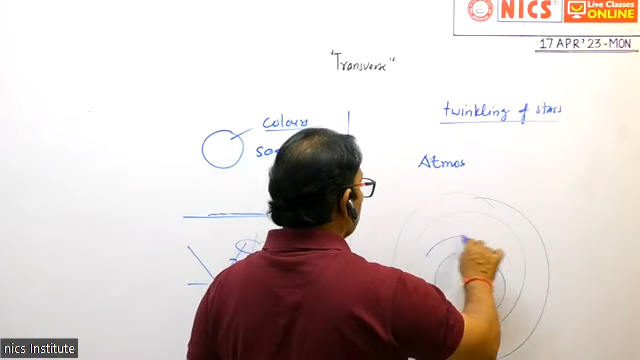 NICS
Live Classes
ONLINE
17 APR'23-MON
"Transverse"
colours
twinkling of stars
Atmos
nics Institute